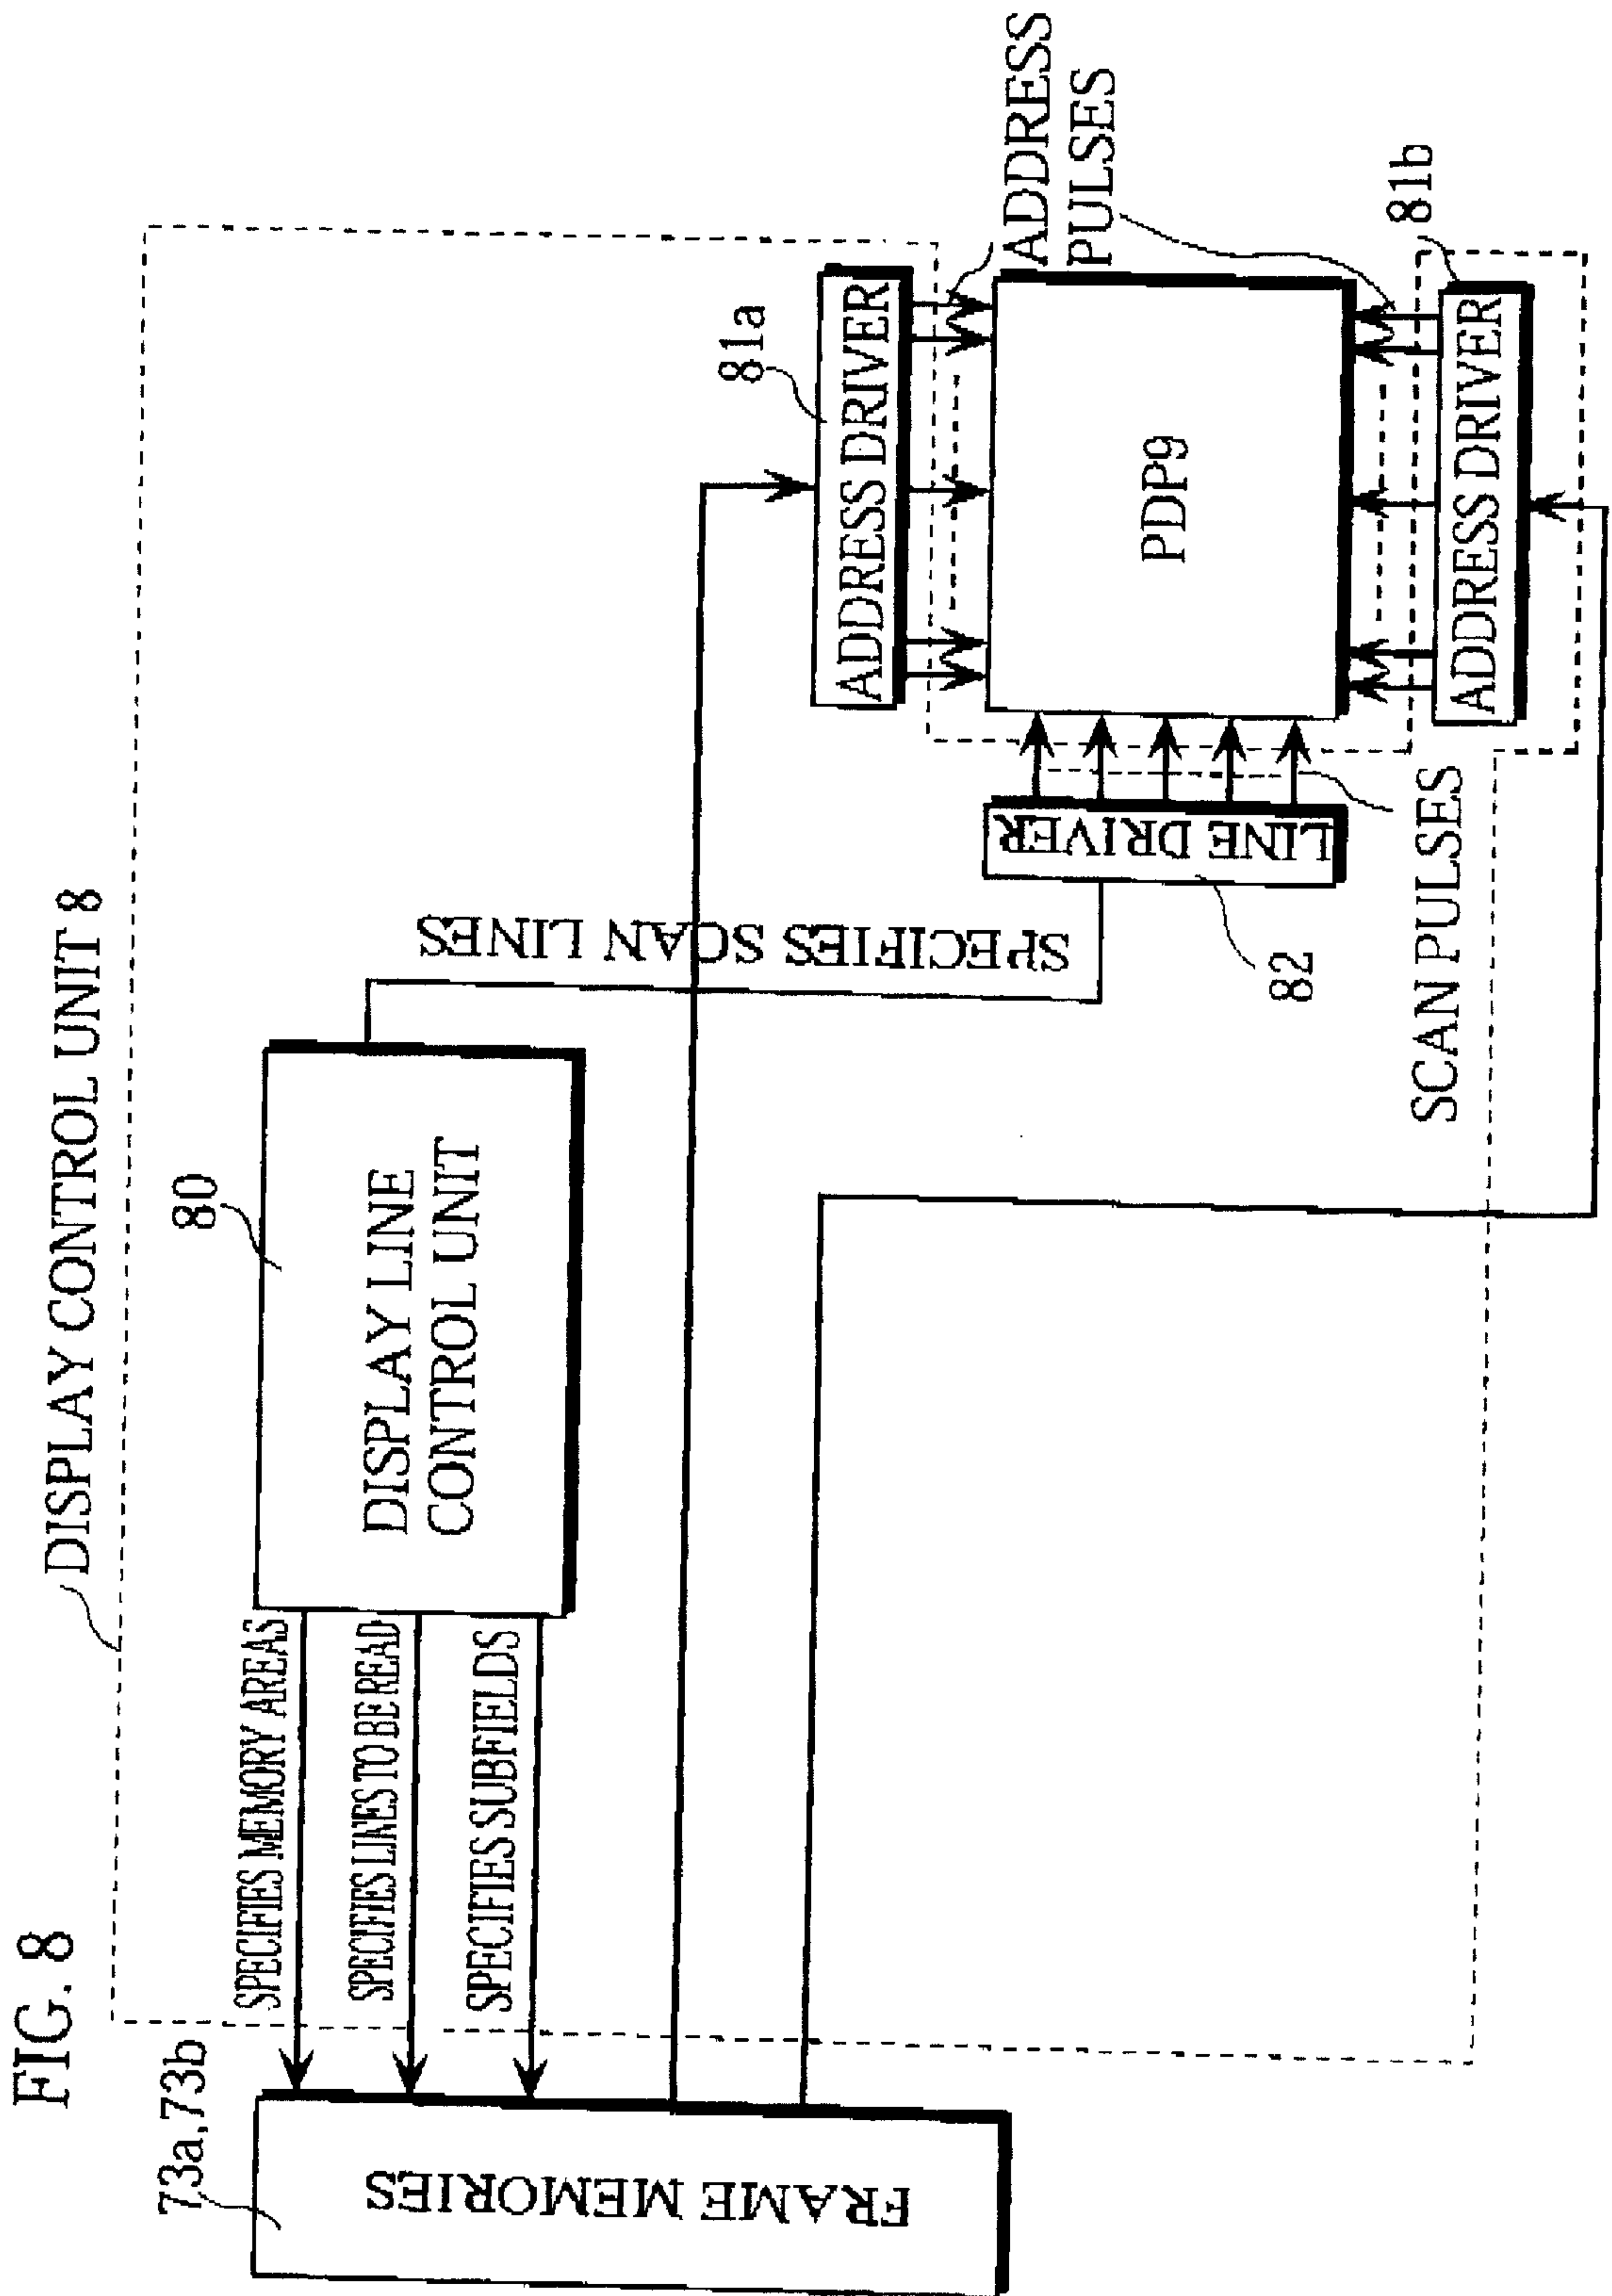 FIG. 8
DISPLAY CONTROL UNIT 8
73a,73b
FRAME MEMORIES
SPECIFIES MEMORY AREAS
SPECIFIES LINES TO BE READ
SPECIFIES SUBFIELDS
80
DISPLAY LINE
CONTROL UNIT
SPECIFIES SCAN LINES
81a
ADDRESS DRIVER
ADDRESS
PULSES
LINE DRIVER
82
PDP9
SCAN PULSES
81b
ADDRESS DRIVER